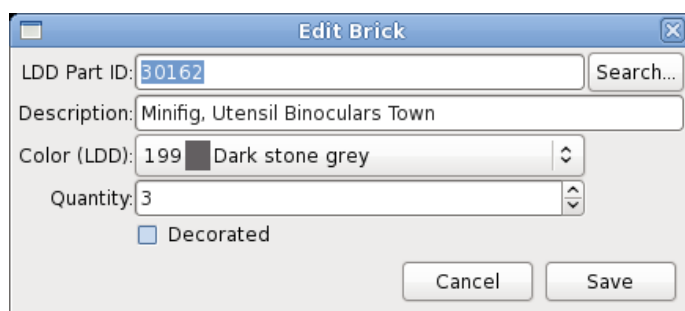 Edit Brick
LDD Part ID: 30162 Search...
Description: Minifig, Utensil Binoculars Town
Color (LDD): 199 Dark stone grey
Quantity: 3
Decorated
Cancel Save